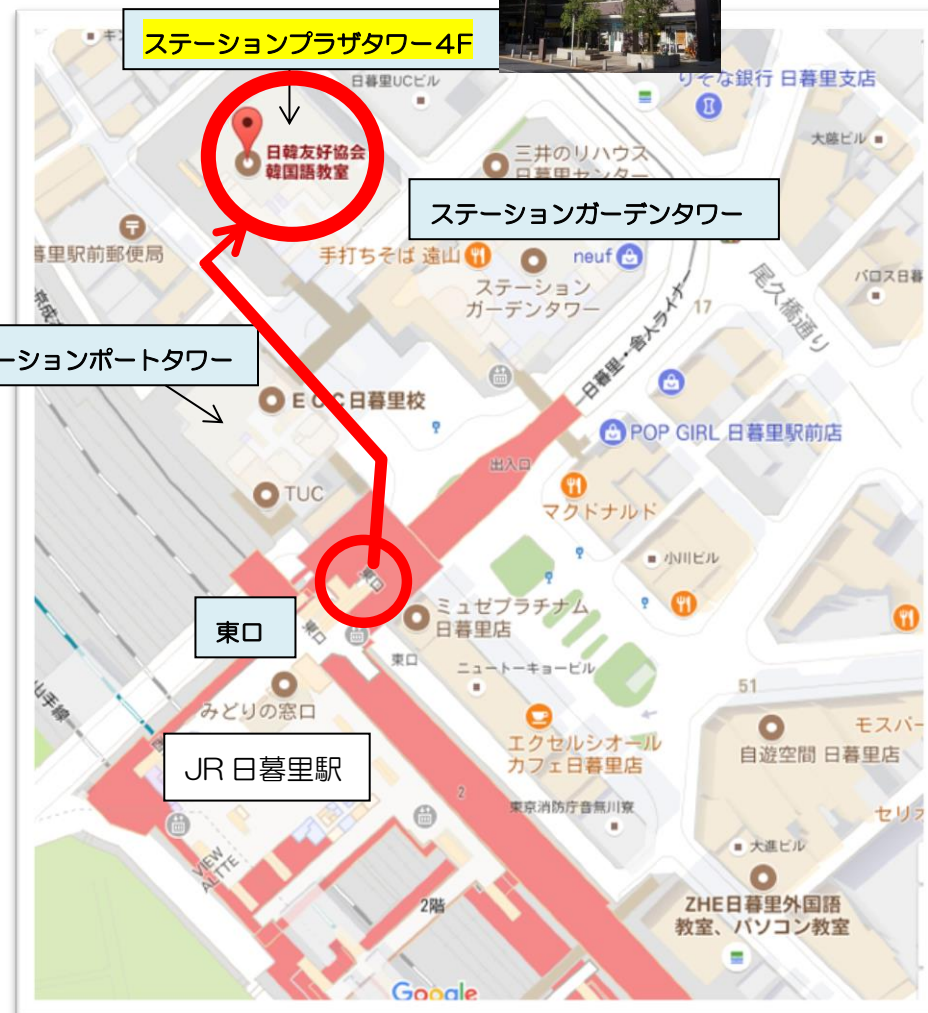 ステーションプラザタワー4F
日暮里UCビル
りそな銀行 日暮里支店
大藤ビル
日韓友好協会
韓国語教室
三井のリハウス
日暮里センター
ステーションガーデンタワー
暮里駅前郵便局
手打ちそば 遠山
neuf
ステーション
ガーデンタワー
尾久橋通り
バロス日暮
17
日暮里・舎人ライナー
京成
ーションポートタワー
ECC日暮里校
POP GIRL 日暮里駅前店
出入口
TUC
マクドナルド
小川ビル
東口
ミュゼプラチナム
日暮里店
東口
東口
東口
ニュートーキョービル
山手線
みどりの窓口
51
モスバー
エクセルシオール
カフェ日暮里店
自遊空間 日暮里店
JR 日暮里駅
2
東京消防庁音無川寮
セリオ
VIEW
ALTTE
大進ビル
2階
ZHE日暮里外国語
教室、パソコン教室
Google